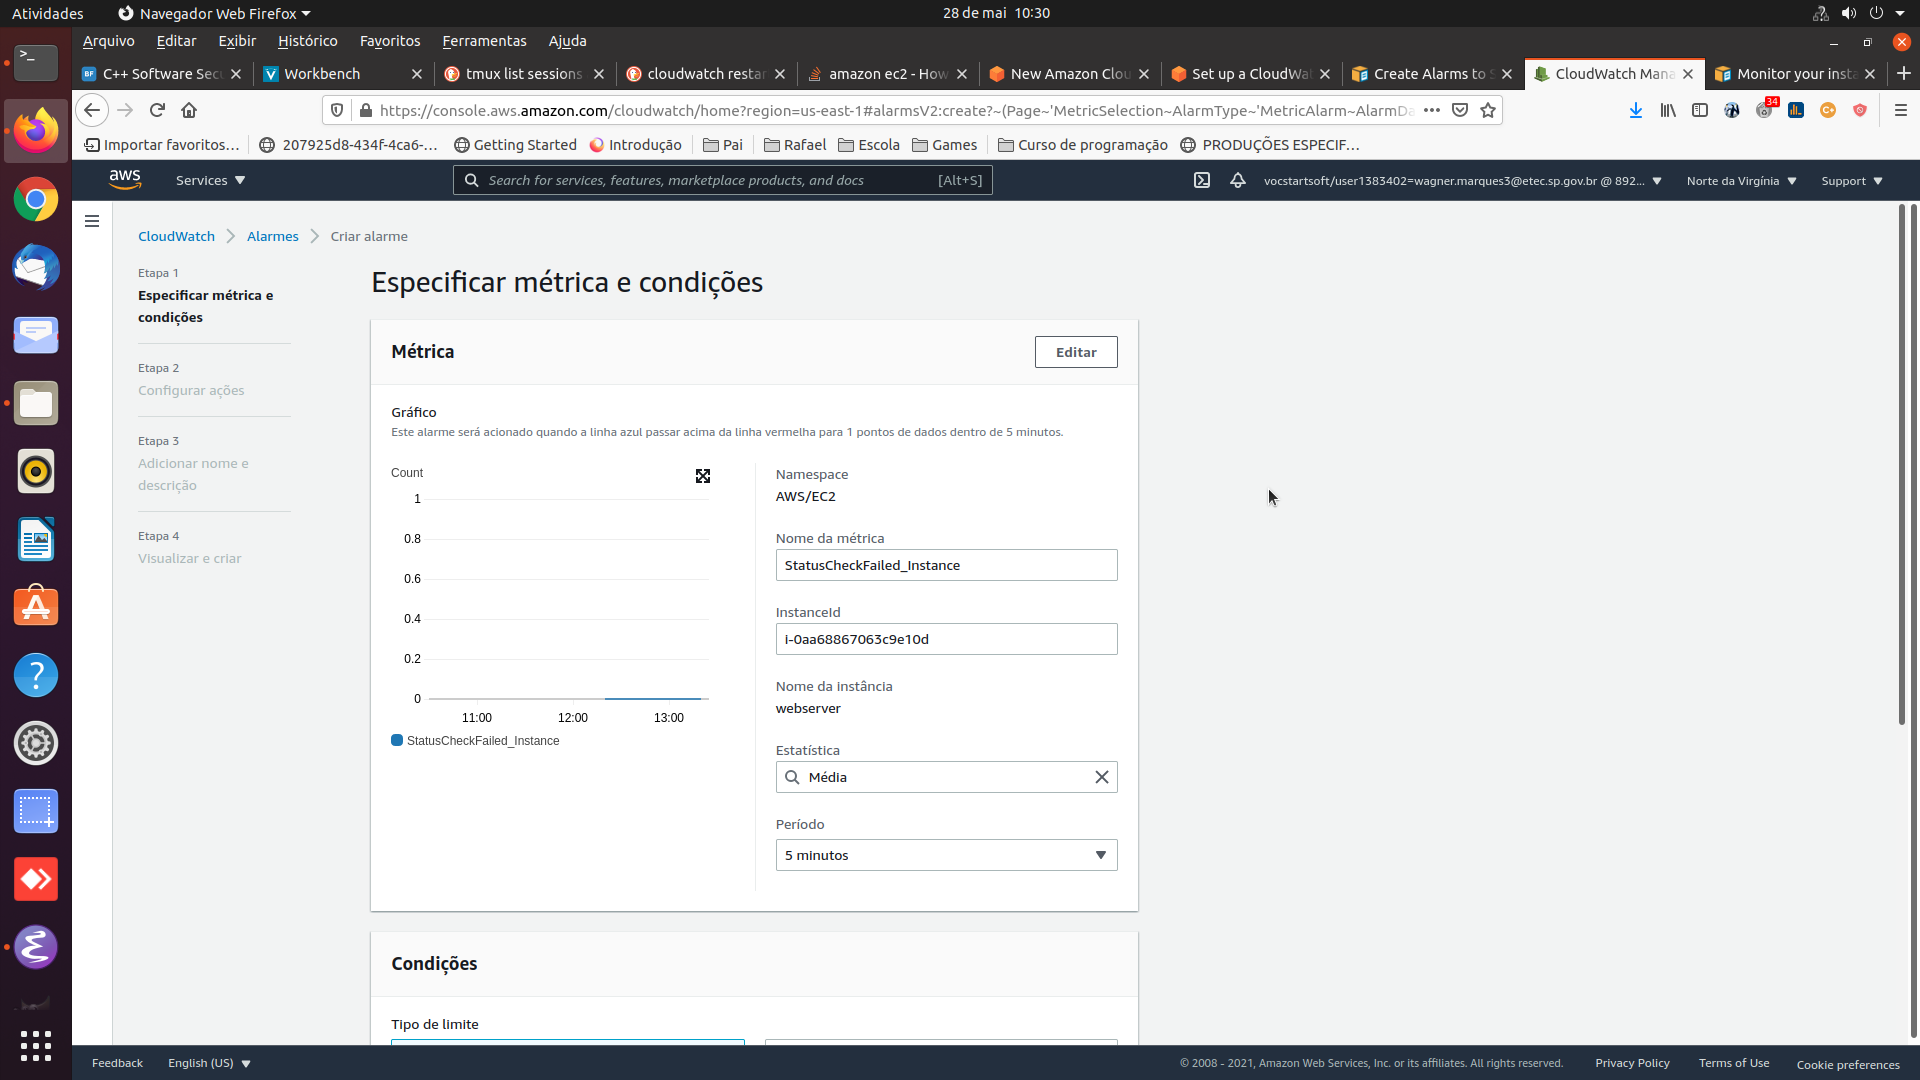 Atividades
Navegador Web Firefox
28 de mai 10:30
Arquivo Editar Exibir Histórico Favoritos Ferramentas Ajuda
C++ Software Sec
Workbench
tmux list sessions
cloudwatch restar
amazon ec2 - How
New Amazon Clou
Set up a CloudWat
Create Alarms to S
CloudWatch Mana
Monitor your insta
https://console.aws.amazon.com/cloudwatch/home?region=us-east-1#alarmsV2:create?~(Page~'MetricSelection~AlarmType~'MetricAlarm~AlarmDa
34
Importar favoritos...
207925d8-434f-4ca6-...
Getting Started
Introdução
Pai
Rafael
Escola
Games
Curso de programação
PRODUÇÕES ESPECIF...
aws
Services
Search for services, features, marketplace products, and docs
[Alt+S]
vocstartsoft/user1383402=wagner.marques3@etec.sp.gov.br @ 892...
Norte da Virgínia
Support
CloudWatch
Alarmes
Criar alarme
Etapa 1
Especificar métrica e
condições
Etapa 2
Configurar ações
Etapa 3
Adicionar nome e
descrição
Etapa 4
Visualizar e criar
Especificar métrica e condições
Métrica
Editar
Gráfico
Este alarme será acionado quando a linha azul passar acima da linha vermelha para 1 pontos de dados dentro de 5 minutos.
Count
1
0.8
0.6
0.4
0.2
0
11:00
12:00
13:00
StatusCheckFailed_Instance
Namespace
AWS/EC2
Nome da métrica
StatusCheckFailed_Instance
InstanceId
i-0aa68867063c9e10d
Nome da instância
webserver
Estatística
Média
Período
5 minutos
Condições
Tipo de limite
Feedback
English (US)
© 2008 - 2021, Amazon Web Services, Inc. or its affiliates. All rights reserved.
Privacy Policy
Terms of Use
Cookie preferences